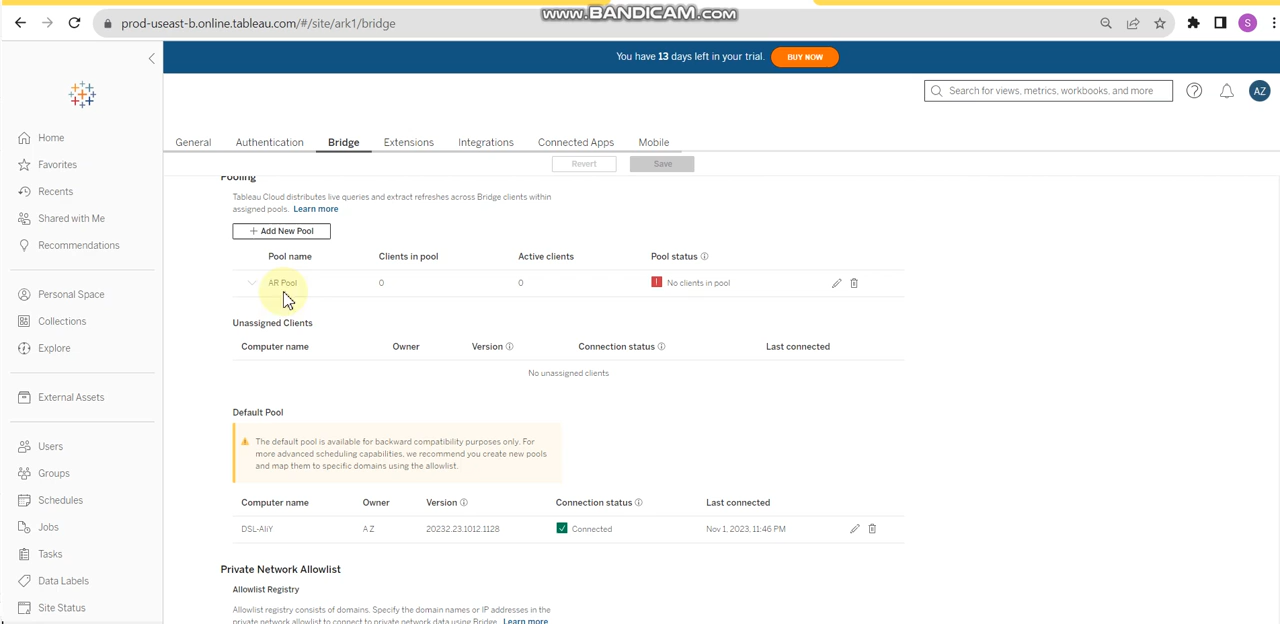 www.BANDICAM.com
prod-useast-b.online.tableau.com/#/site/ark1/bridge
S
You have 13 days left in your trial. BUY NOW
Search for views, metrics, workbooks, and more
AZ
Home
Favorites
Recents
Shared with Me
Recommendations
Personal Space
Collections
Explore
External Assets
Users
Groups
Schedules
Jobs
Tasks
Data Labels
Site Status
General Authentication Bridge Extensions Integrations Connected Apps Mobile
Revert Save
Pooling
Tableau Cloud distributes live queries and extract refreshes across Bridge clients within
assigned pools. Learn more
+ Add New Pool
Pool name Clients in pool Active clients Pool status
AR Pool 0 0 No clients in pool
Unassigned Clients
Computer name Owner Version Connection status Last connected
No unassigned clients
Default Pool
The default pool is available for backward compatibility purposes only. For
more advanced scheduling capabilities, we recommend you create new pools
and map them to specific domains using the allowlist.
Computer name Owner Version Connection status Last connected
DSL-AliY A Z 20232.23.1012.1128 Connected Nov 1, 2023, 11:46 PM
Private Network Allowlist
Allowlist Registry
Allowlist registry consists of domains. Specify the domain names or IP addresses in the
private network allowlist to connect to private network data using Bridge. Learn more